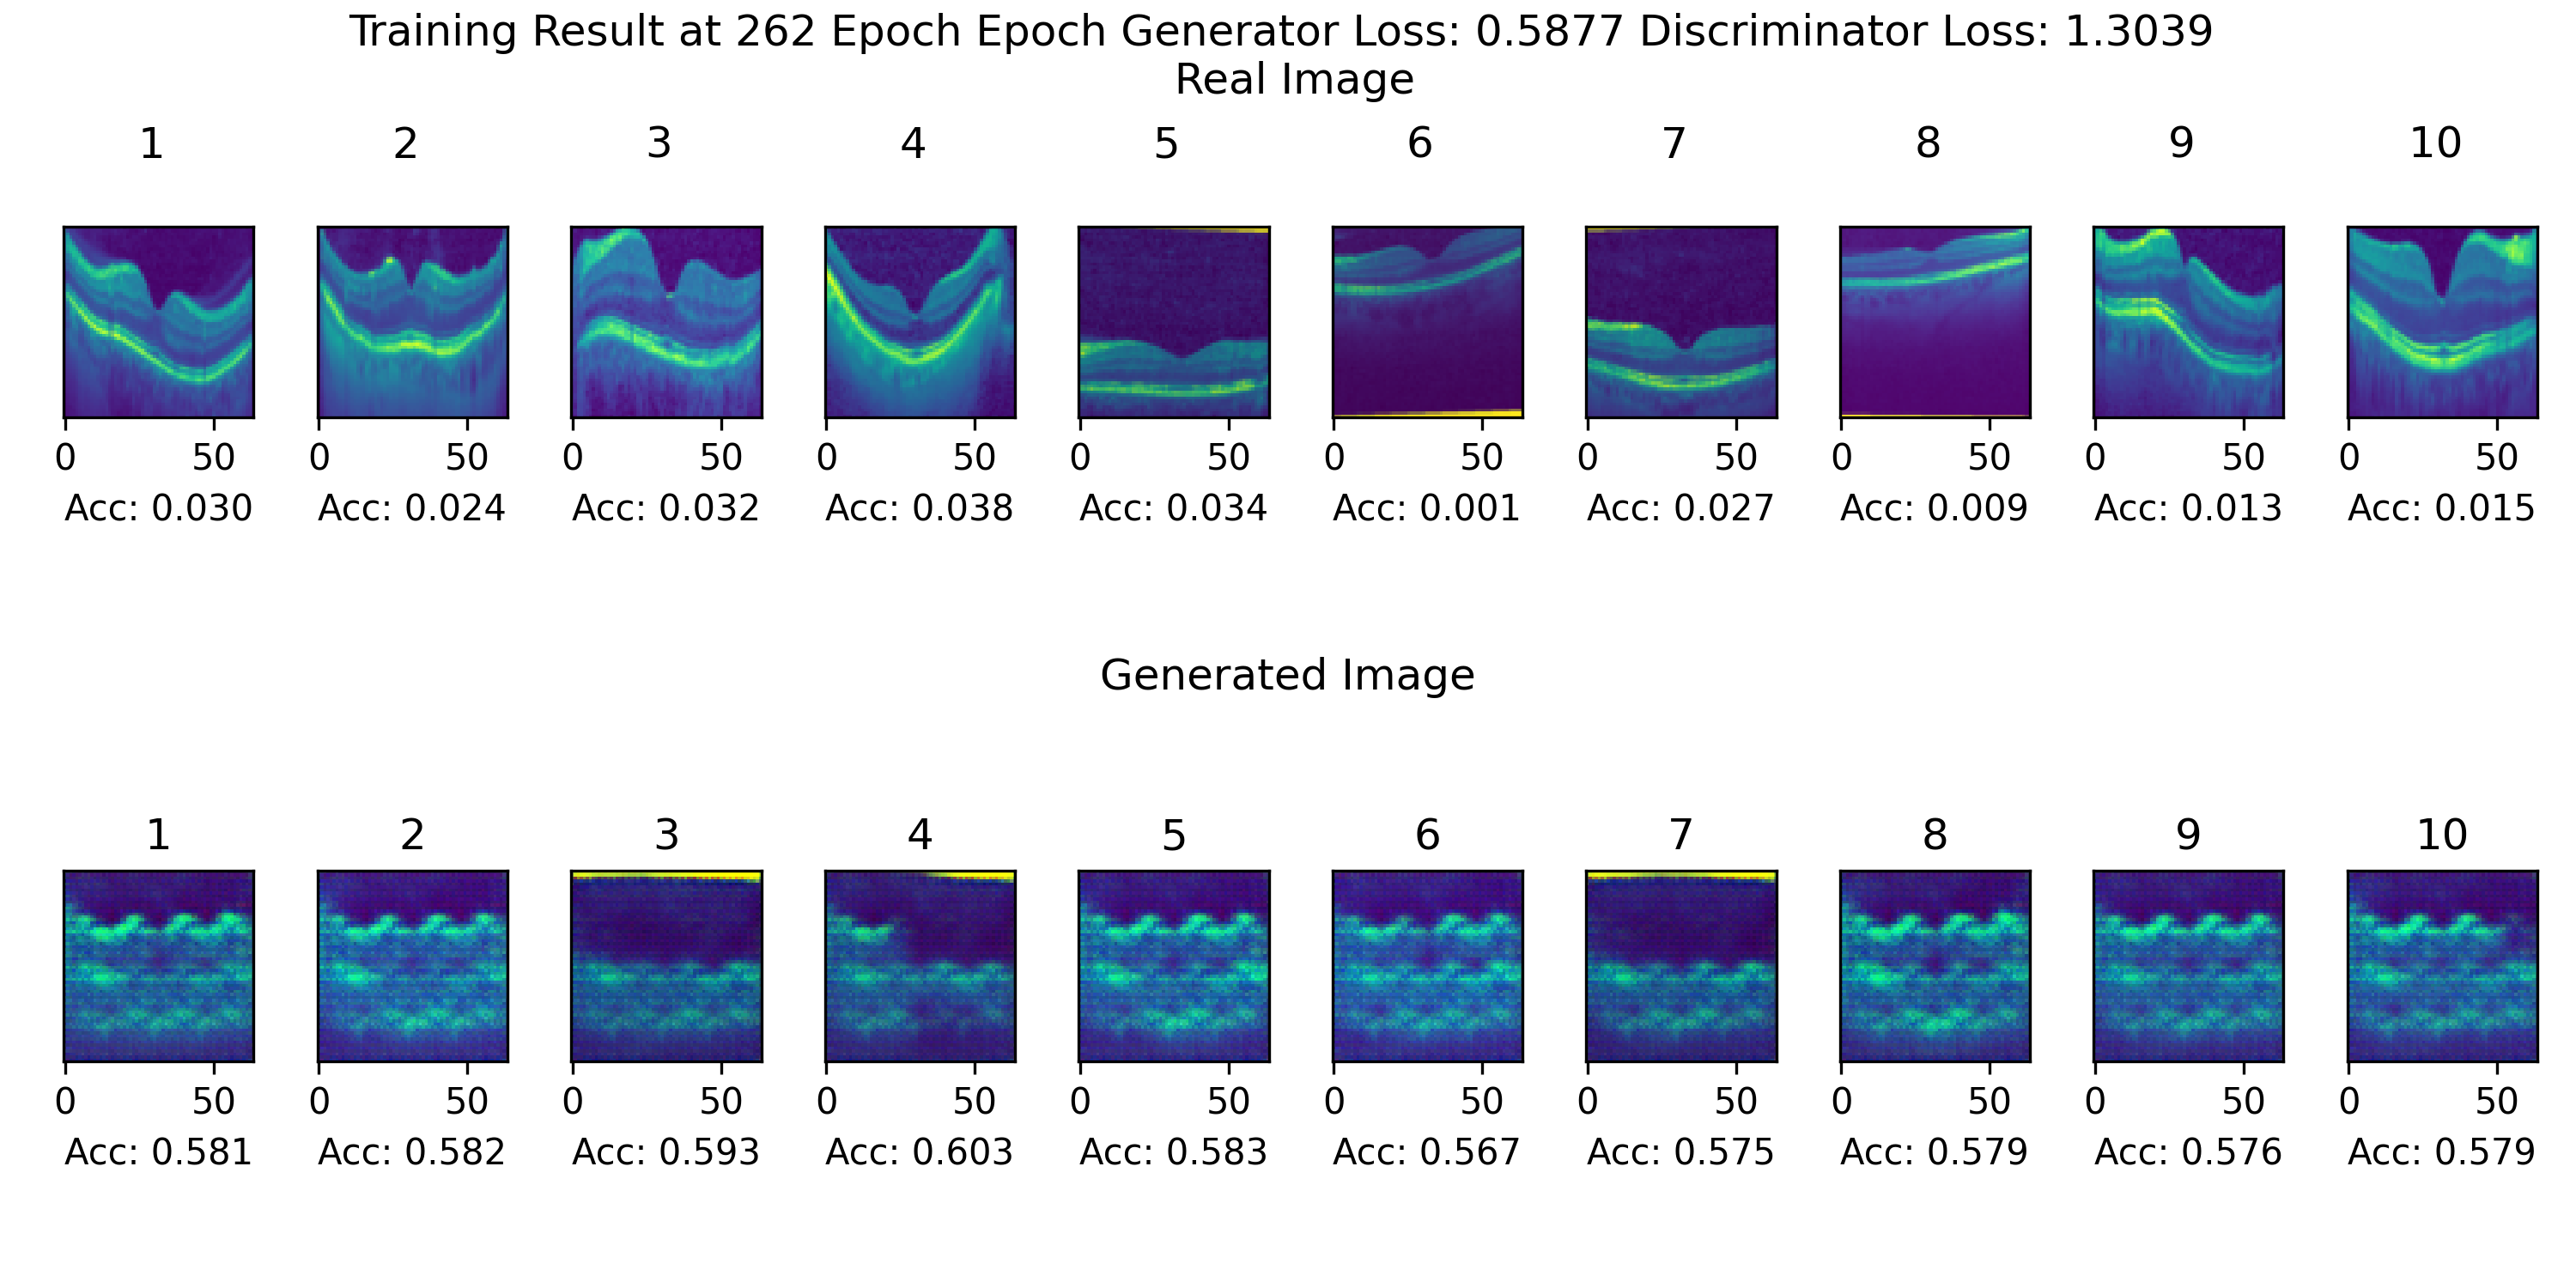 Training Result at 262 Epoch Epoch Generator Loss: 0.5877 Discriminator Loss: 1.3039
Real Image
1 2 3 4 5 6 7 8 9 10
0 50 0 50 0 50 0 50 0 50 0 50 0 50 0 50 0 50 0 50
Acc: 0.030 Acc: 0.024 Acc: 0.032 Acc: 0.038 Acc: 0.034 Acc: 0.001 Acc: 0.027 Acc: 0.009 Acc: 0.013 Acc: 0.015
Generated Image
1 2 3 4 5 6 7 8 9 10
0 50 0 50 0 50 0 50 0 50 0 50 0 50 0 50 0 50 0 50
Acc: 0.581 Acc: 0.582 Acc: 0.593 Acc: 0.603 Acc: 0.583 Acc: 0.567 Acc: 0.575 Acc: 0.579 Acc: 0.576 Acc: 0.579